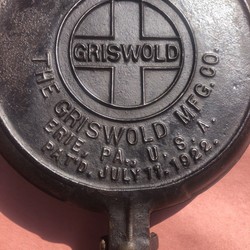 GRISWOLD
THE GRISWOLD MFG. CO.
ERIE, PA., U.S.A.
PAT'D. JULY 11, 1922.